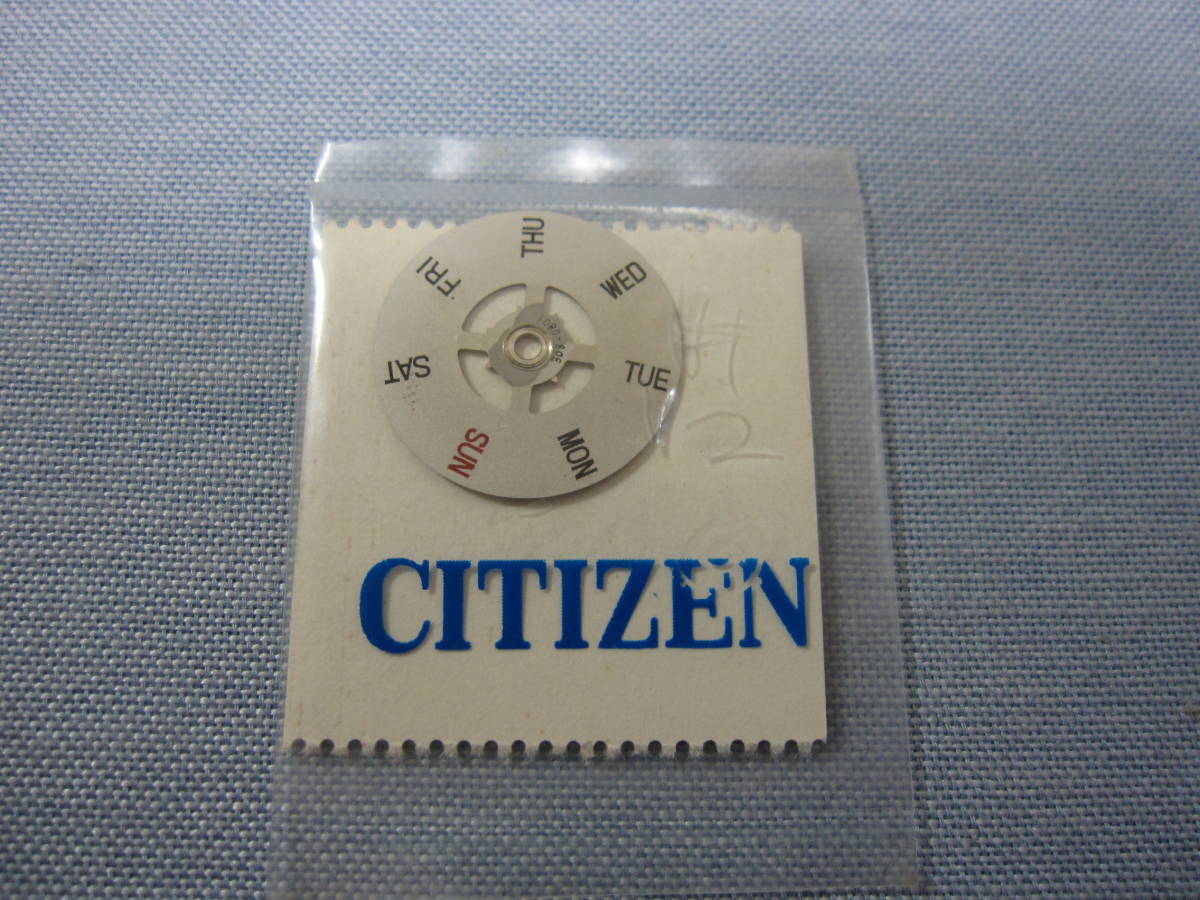 THU
WED
TUE
MON
SUN
SAT
FRI
CITIZEN